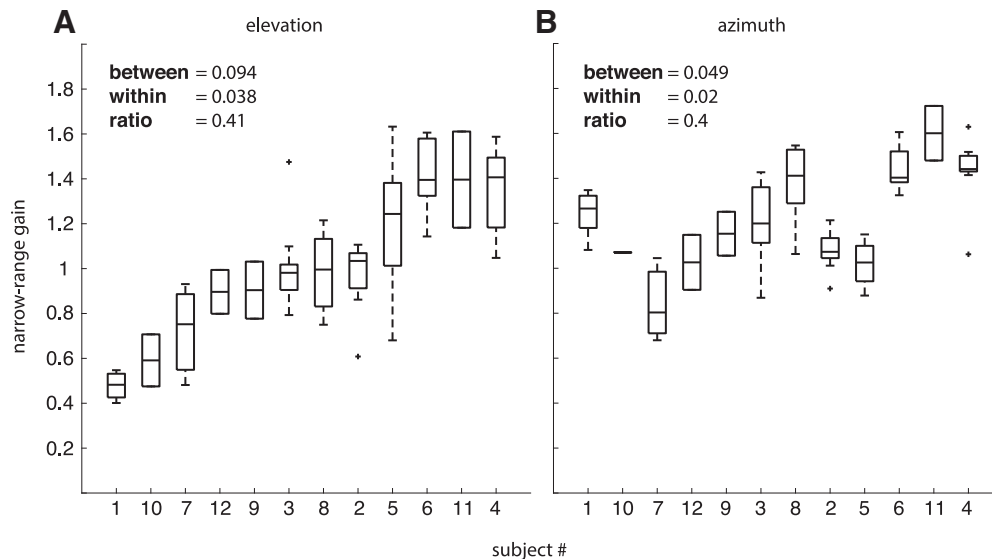 A elevation
between = 0.094
within = 0.038
ratio = 0.41
narrow-range gain
1.8
1.6
1.4
1.2
1
0.8
0.6
0.4
0.2
1 10 7 12 9 3 8 2 5 6 11 4
B azimuth
between = 0.049
within = 0.02
ratio = 0.4
1 10 7 12 9 3 8 2 5 6 11 4
subject #